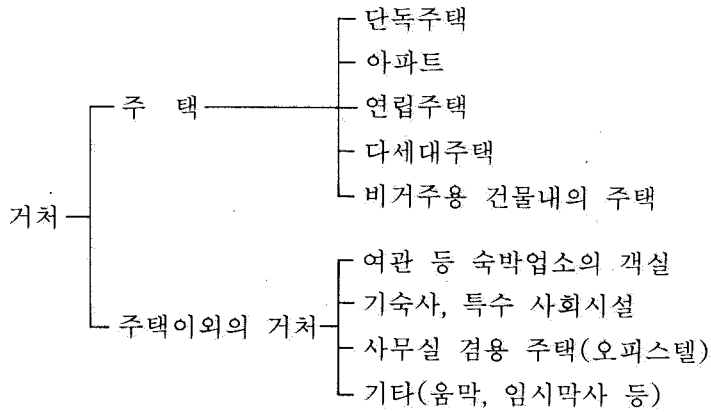 단독주택
아파트
주 택
연립주택
다세대주택
비거주용 건물내의 주택
거처
여관 등 숙박업소의 객실
기숙사, 특수 사회시설
주택이외의 거처
사무실 겸용 주택(오피스텔)
기타(움막, 임시막사 등)